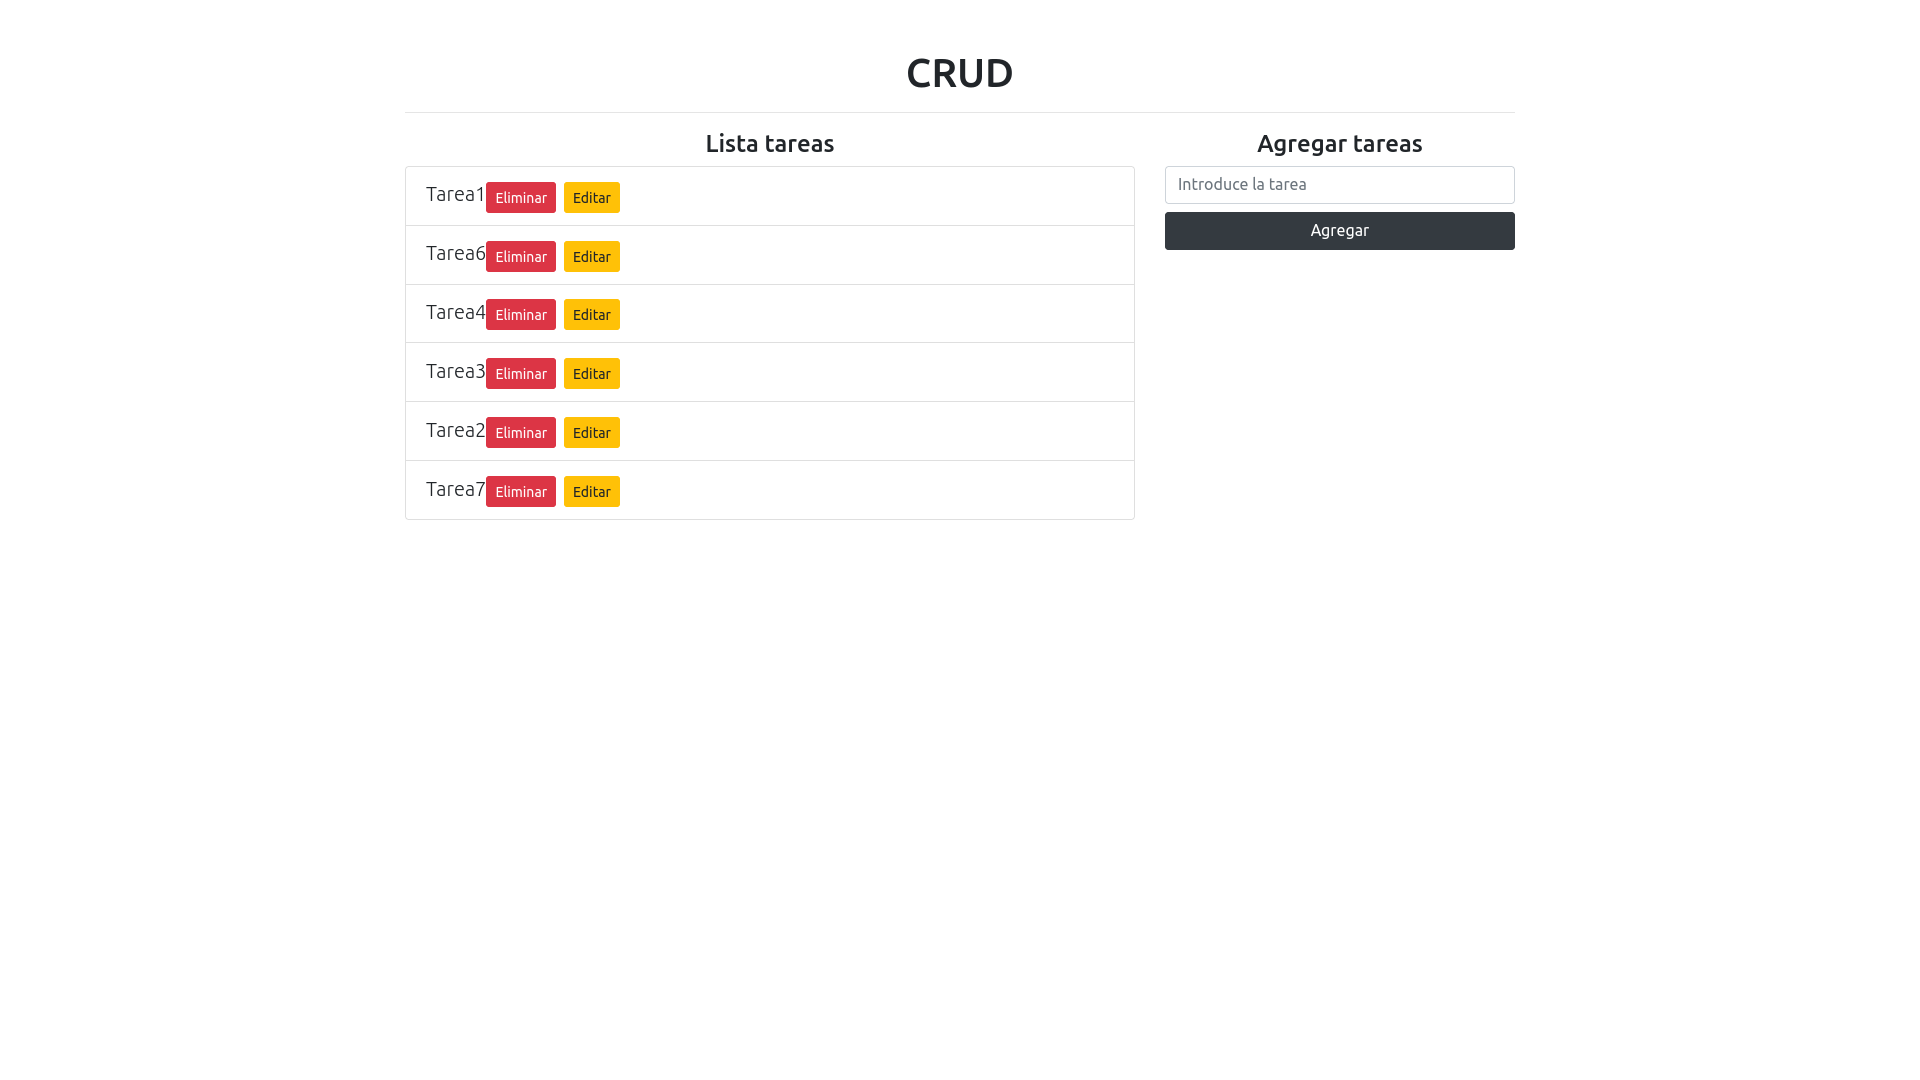 CRUD
Lista tareas
Tarea1 Eliminar Editar
Tarea6 Eliminar Editar
Tarea4 Eliminar Editar
Tarea3 Eliminar Editar
Tarea2 Eliminar Editar
Tarea7 Eliminar Editar
Agregar tareas
Introduce la tarea
Agregar